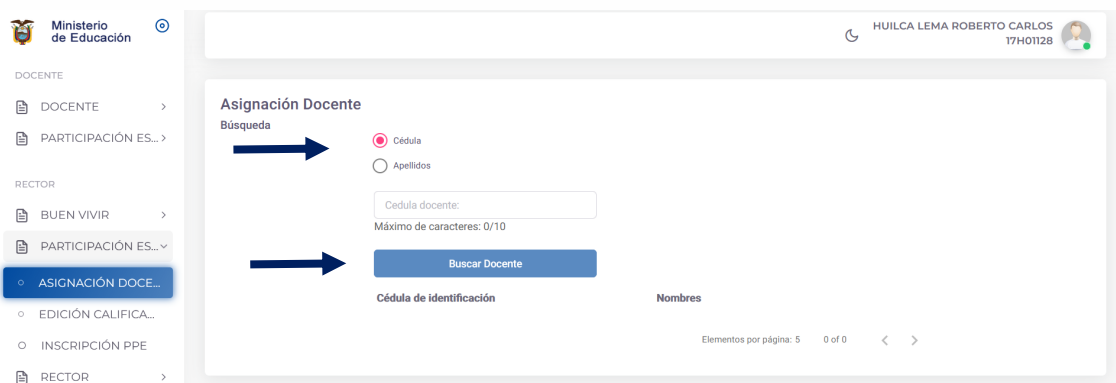 Ministerio
de Educación
DOCENTE
DOCENTE
PARTICIPACIÓN ES...
RECTOR
BUEN VIVIR
PARTICIPACIÓN ES...
ASIGNACIÓN DOCE...
EDICIÓN CALIFICA...
INSCRIPCIÓN PPE
RECTOR
HUILCA LEMA ROBERTO CARLOS
17H01128
Asignación Docente
Búsqueda
Cédula
Apellidos
Cedula docente:
Máximo de caracteres: 0/10
Buscar Docente
Cédula de identificación Nombres
Elementos por página: 5 0 of 0